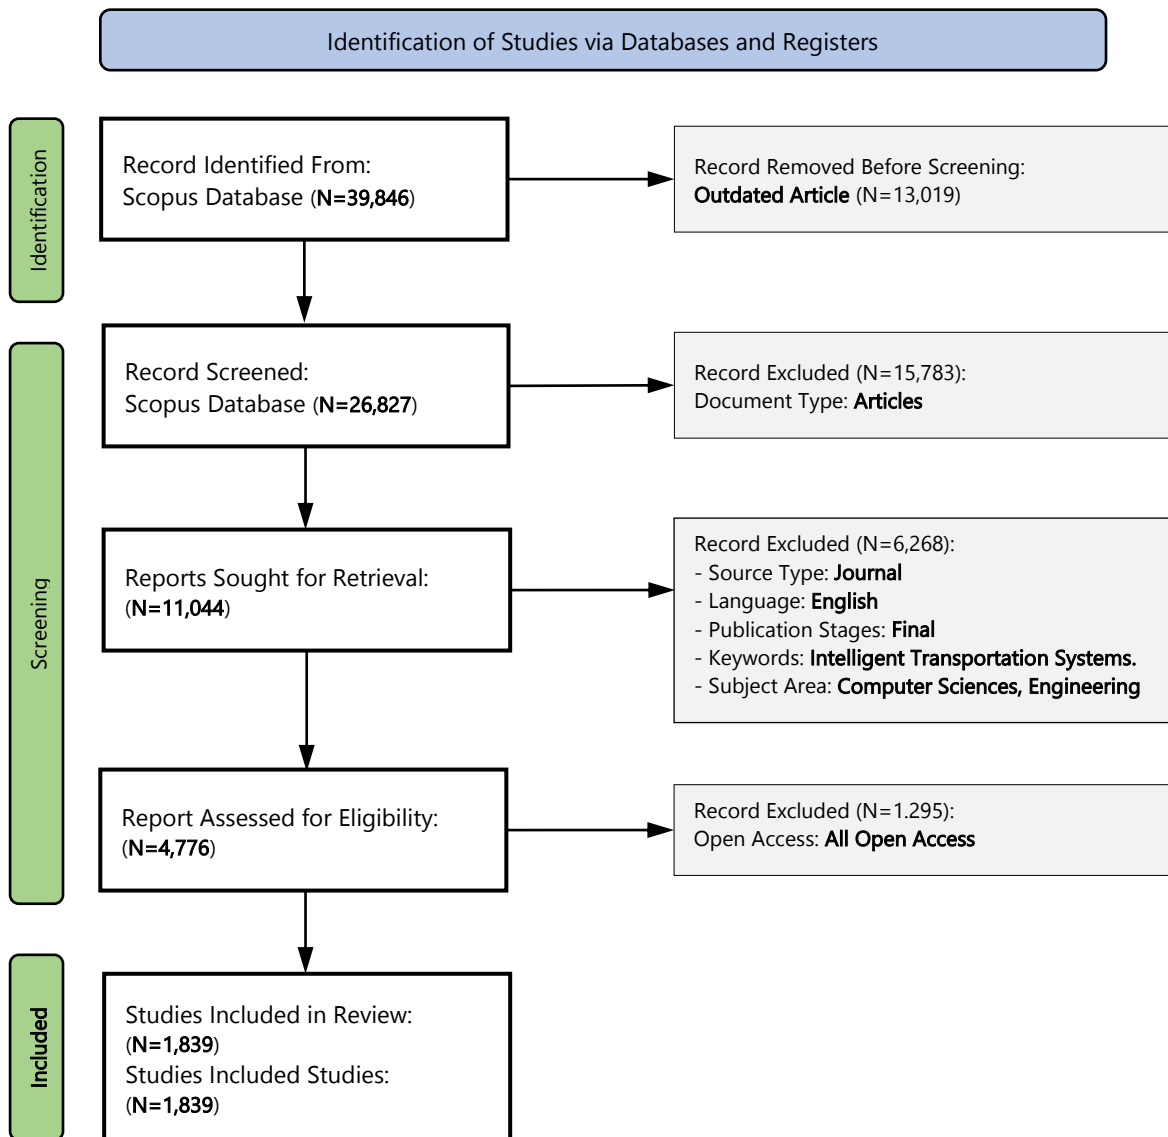 Identification of Studies via Databases and Registers
Identification
Record Identified From:
Scopus Database (N=39,846)
Record Removed Before Screening:
Outdated Article (N=13,019)
Screening
Record Screened:
Scopus Database (N=26,827)
Record Excluded (N=15,783):
Document Type: Articles
Reports Sought for Retrieval:
(N=11,044)
Record Excluded (N=6,268):
- Source Type: Journal
- Language: English
- Publication Stages: Final
- Keywords: Intelligent Transportation Systems.
- Subject Area: Computer Sciences, Engineering
Report Assessed for Eligibility:
(N=4,776)
Record Excluded (N=1.295):
Open Access: All Open Access
Included
Studies Included in Review:
(N=1,839)
Studies Included Studies:
(N=1,839)